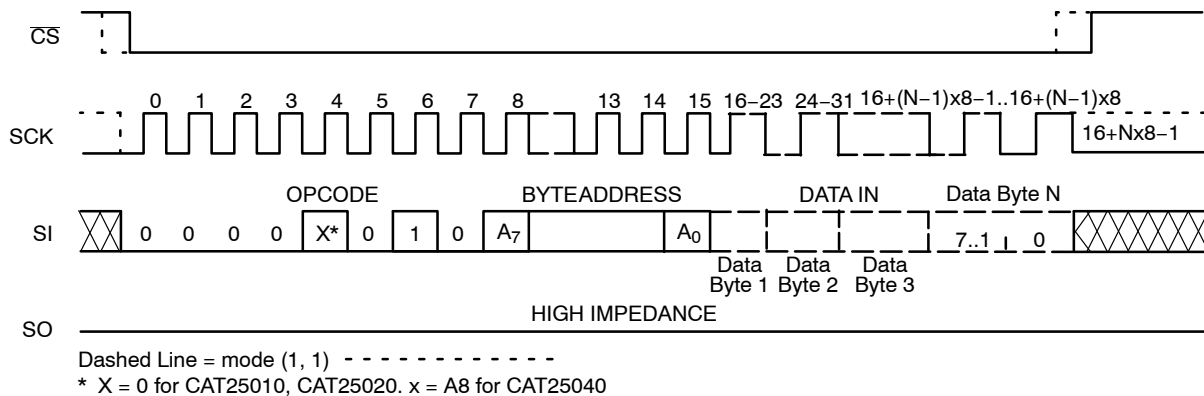 CS
0 1 2 3 4 5 6 7 8 13 14 15 16−23 24−31 16+(N−1)x8−1..16+(N−1)x8
SCK
16+Nx8−1
OPCODE BYTEADDRESS DATA IN Data Byte N
SI 0 0 0 0 X* 0 1 0 A7 A0 7..1 0
Data Byte 1
Data Byte 2
Data Byte 3
HIGH IMPEDANCE
SO
Dashed Line = mode (1, 1)
* X = 0 for CAT25010, CAT25020. x = A8 for CAT25040